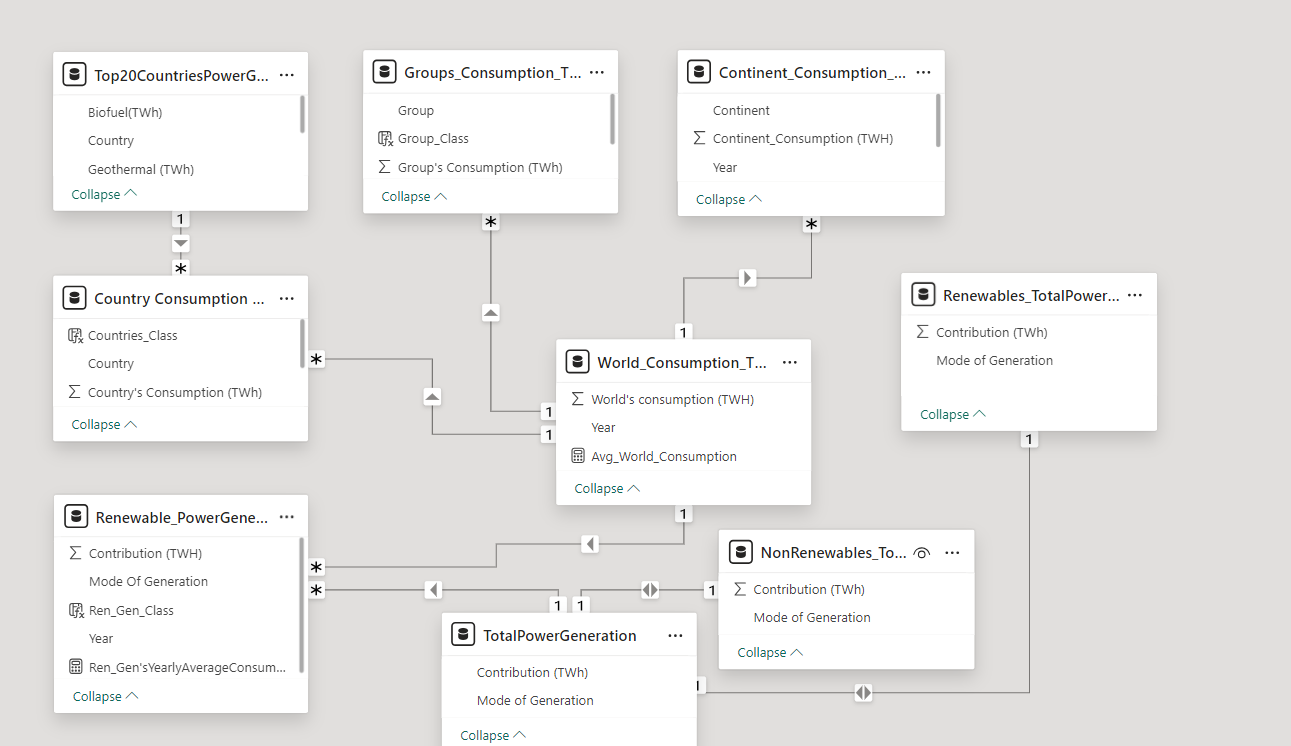 Top20CountriesPowerG...
Biofuel(TWh)
Country
Geothermal (TWh)
Collapse
1
*
Groups_Consumption_T...
Group
Group_Class
Group's Consumption (TWh)
Collapse
*
Continent_Consumption_...
Continent
Continent_Consumption (TWH)
Year
Collapse
*
Country Consumption ...
Countries_Class
Country
Country's Consumption (TWh)
Collapse
*
World_Consumption_T...
World's consumption (TWH)
Year
Avg_World_Consumption
Collapse
1
1
1
1
Renewables_TotalPower...
Contribution (TWh)
Mode of Generation
Collapse
1
Renewable_PowerGene...
Contribution (TWH)
Mode Of Generation
Ren_Gen_Class
Year
Ren_Gen'sYearlyAverageConsum...
Collapse
*
*
NonRenewables_To...
Contribution (TWh)
Mode of Generation
Collapse
1
1
1
TotalPowerGeneration
Contribution (TWh)
Mode of Generation
Collapse
1